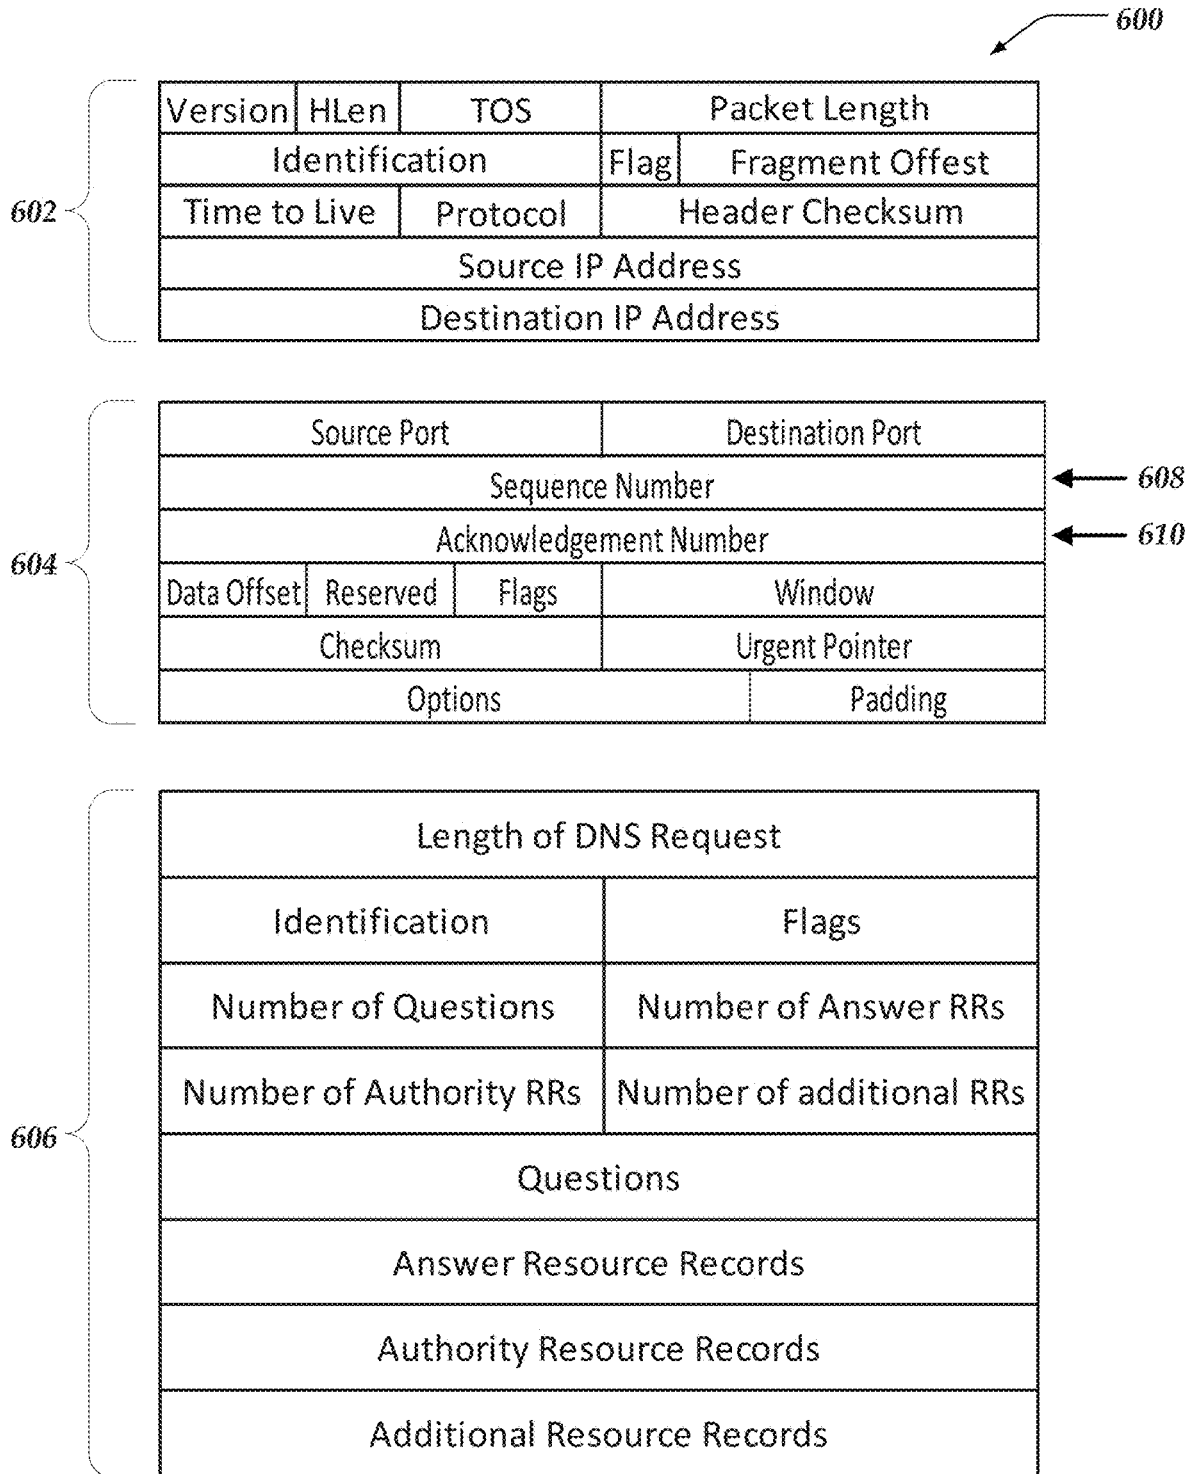 600
Version HLen TOS Packet Length
Identification Flag Fragment Offest
602 Time to Live Protocol Header Checksum
Source IP Address
Destination IP Address
Source Port Destination Port
Sequence Number 608
Acknowledgement Number 610
604 Data Offset Reserved Flags Window
Checksum Urgent Pointer
Options Padding
Length of DNS Request
Identification Flags
Number of Questions Number of Answer RRs
Number of Authority RRs Number of additional RRs
606
Questions
Answer Resource Records
Authority Resource Records
Additional Resource Records